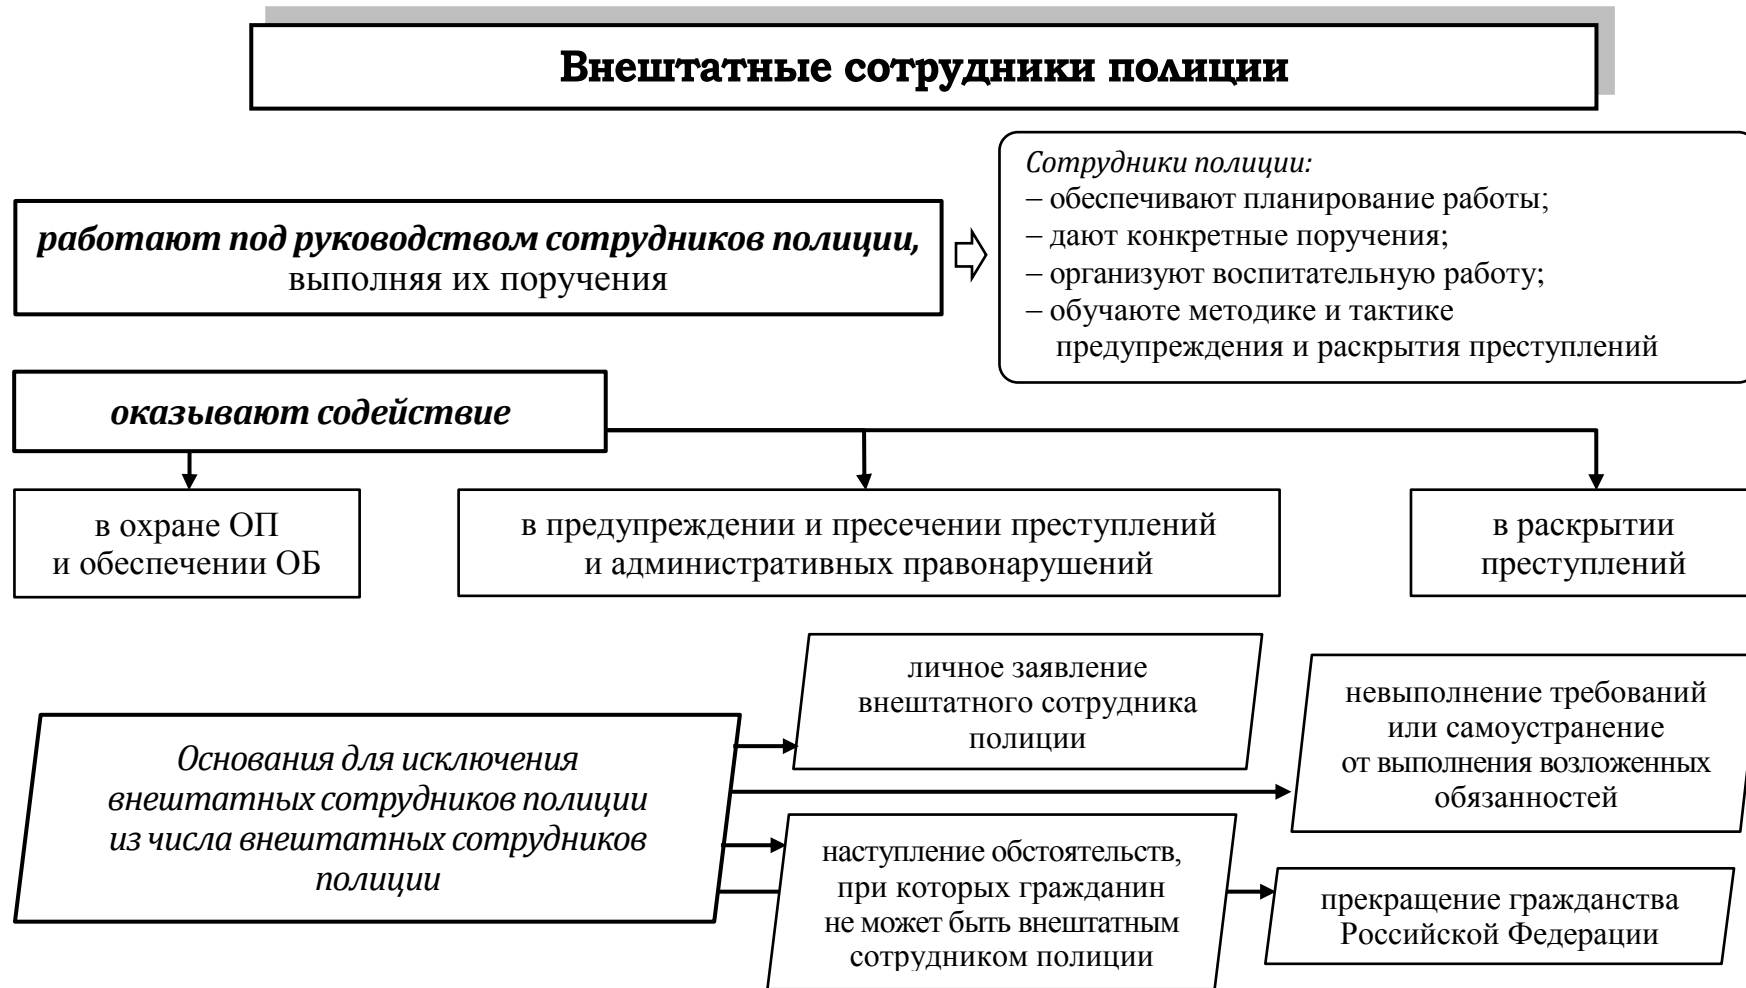 Внештатные сотрудники полиции
работают под руководством сотрудников полиции,
выполняя их поручения
Сотрудники полиции:
– обеспечивают планирование работы;
– дают конкретные поручения;
– организуют воспитательную работу;
– обучаюте методике и тактике
предупреждения и раскрытия преступлений
оказывают содействие
в охране ОП
и обеспечении ОБ
в предупреждении и пресечении преступлений
и административных правонарушений
в раскрытии
преступлений
Основания для исключения
внештатных сотрудников полиции
из числа внештатных сотрудников
полиции
личное заявление
внештатного сотрудника
полиции
невыполнение требований
или самоустранение
от выполнения возложенных
обязанностей
наступление обстоятельств,
при которых гражданин
не может быть внештатным
сотрудником полиции
прекращение гражданства
Российской Федерации